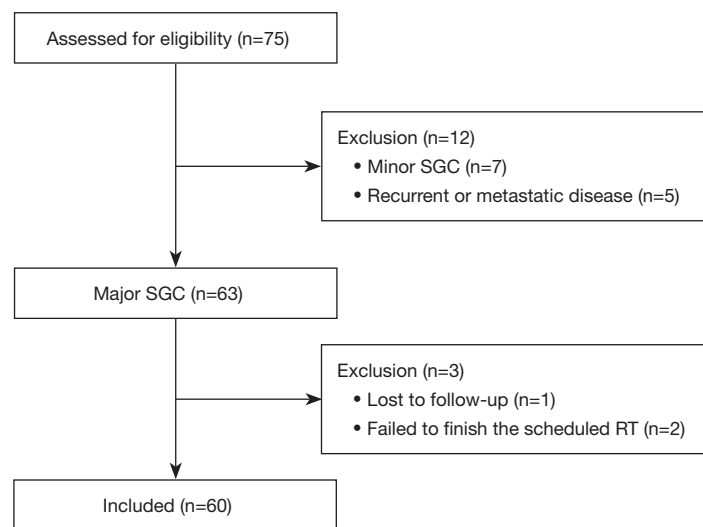 Assessed for eligibility (n=75)
Exclusion (n=12)
• Minor SGC (n=7)
• Recurrent or metastatic disease (n=5)
Major SGC (n=63)
Exclusion (n=3)
• Lost to follow-up (n=1)
• Failed to finish the scheduled RT (n=2)
Included (n=60)